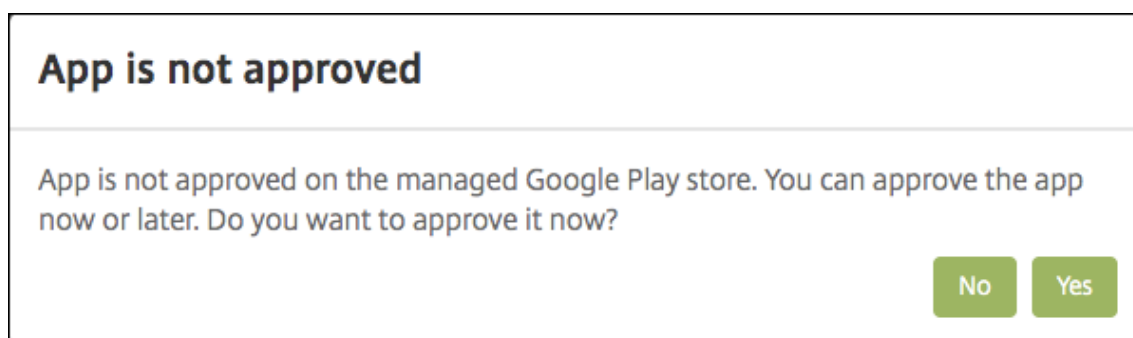 App is not approved
App is not approved on the managed Google Play store. You can approve the app
now or later. Do you want to approve it now?
No Yes